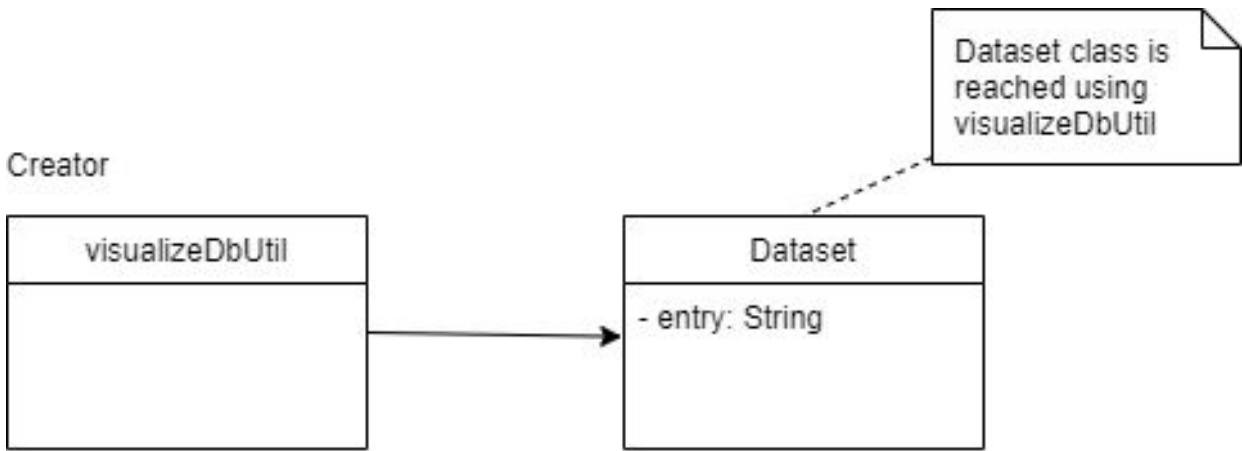 Dataset class is
reached using
visualizeDbUtil
Creator
visualizeDbUtil
Dataset
- entry: String